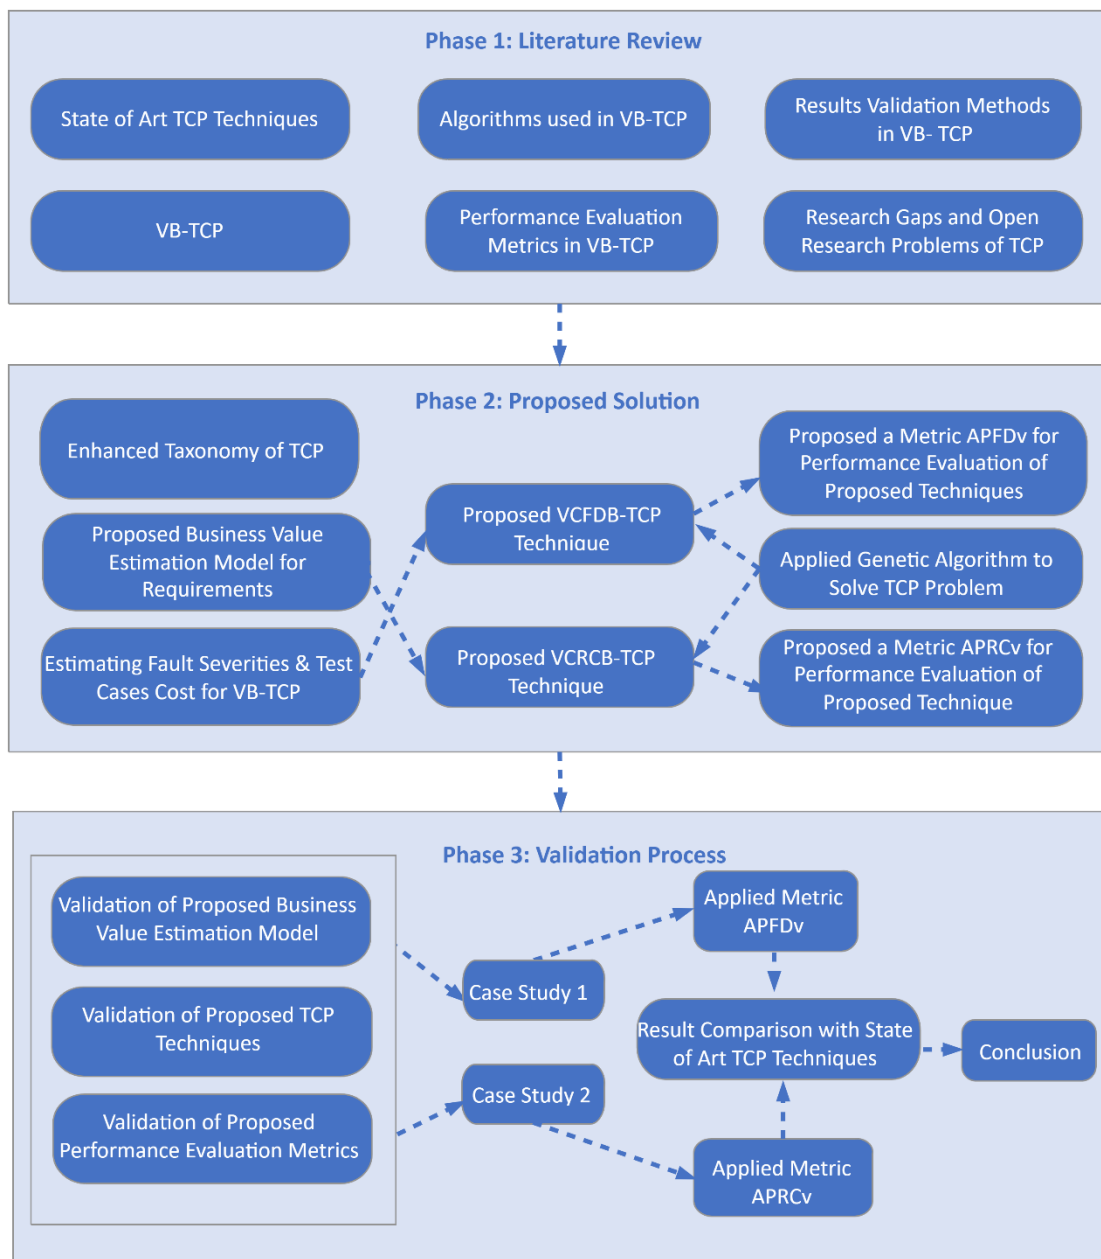 Phase 1: Literature Review
State of Art TCP Techniques
Algorithms used in VB-TCP
Results Validation Methods
in VB- TCP
VB-TCP
Performance Evaluation
Metrics in VB-TCP
Research Gaps and Open
Research Problems of TCP
Phase 2: Proposed Solution
Enhanced Taxonomy of TCP
Proposed Business Value
Estimation Model for
Requirements
Estimating Fault Severities & Test
Cases Cost for VB-TCP
Proposed VCFDB-TCP
Technique
Proposed VCRCB-TCP
Technique
Proposed a Metric APFDv for
Performance Evaluation of
Proposed Techniques
Applied Genetic Algorithm to
Solve TCP Problem
Proposed a Metric APRCv for
Performance Evaluation of
Proposed Technique
Phase 3: Validation Process
Validation of Proposed Business
Value Estimation Model
Validation of Proposed TCP
Techniques
Validation of Proposed
Performance Evaluation Metrics
Case Study 1
Case Study 2
Applied Metric
APFDv
Result Comparison with State
of Art TCP Techniques
Applied Metric
APRCv
Conclusion